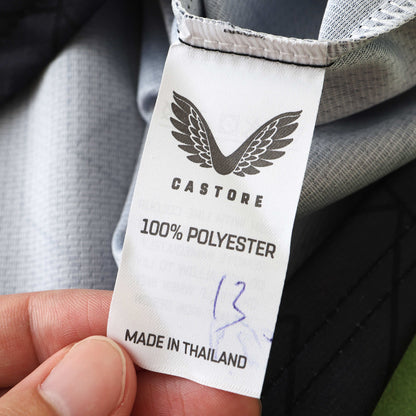 CASTORE
100% POLYESTER
13
MADE IN THAILAND